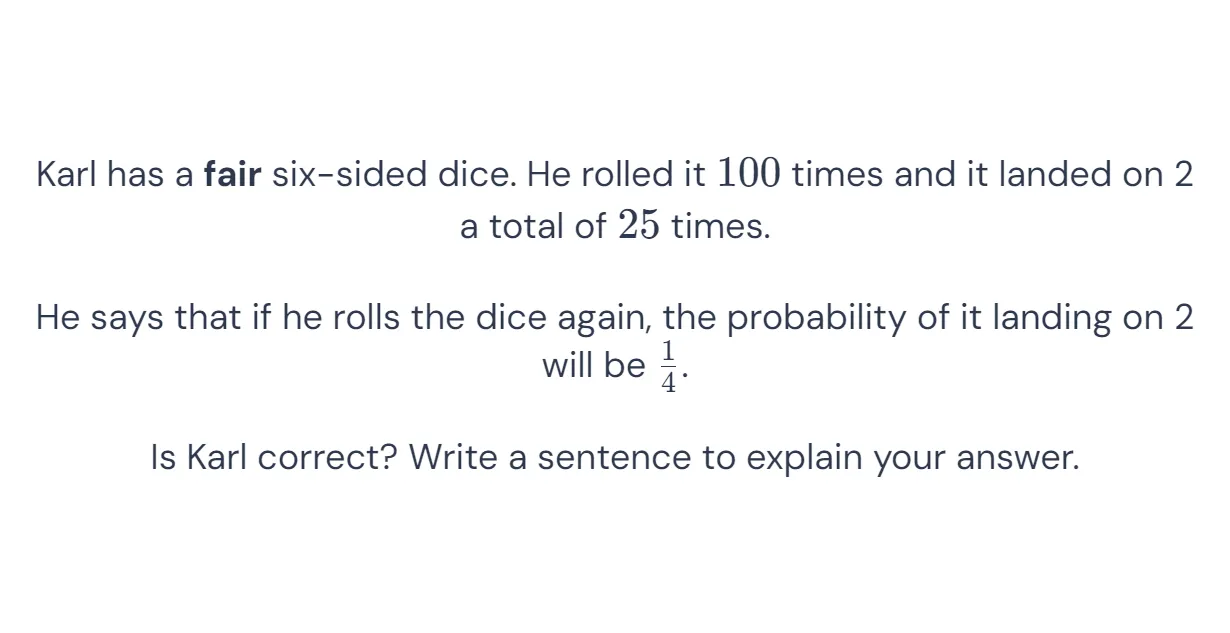 Karl has a fair six-sided dice. He rolled it 100 times and it landed on 2
a total of 25 times.
He says that if he rolls the dice again, the probability of it landing on 2
will be 1/4.
Is Karl correct? Write a sentence to explain your answer.